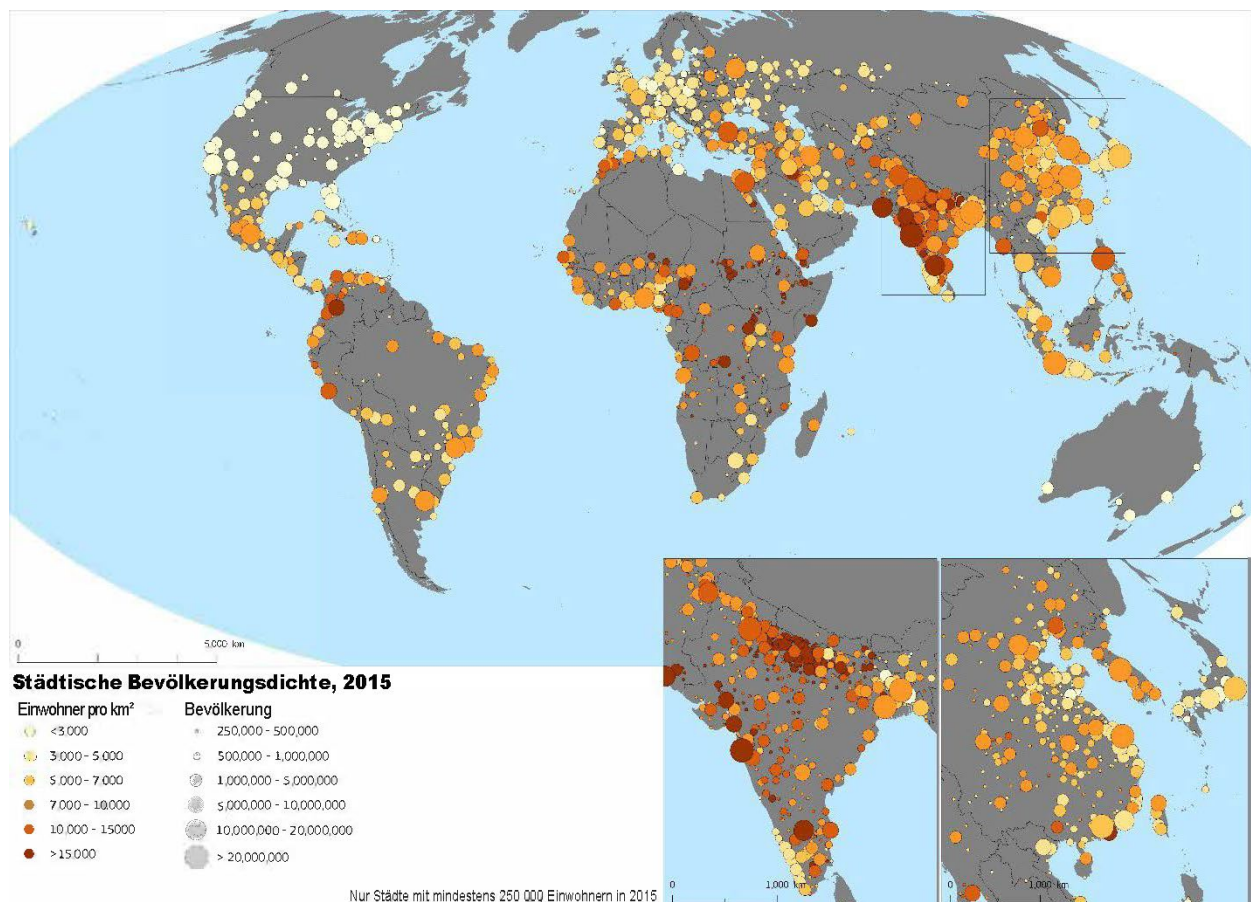 0 5,000 km
Städtische Bevölkerungsdichte, 2015
Einwohner pro km²
<3,000
3,000 - 5,000
5,000 - 7,000
7,000 - 10,000
10,000 - 15000
>15,000
Bevölkerung
250,000 - 500,000
500,000 - 1,000,000
1,000,000 - 5,000,000
5,000,000 - 10,000,000
10,000,000 - 20,000,000
> 20,000,000
Nur Städte mit mindestens 250 000 Einwohnern in 2015
0 1,000 km
0 1,000 km